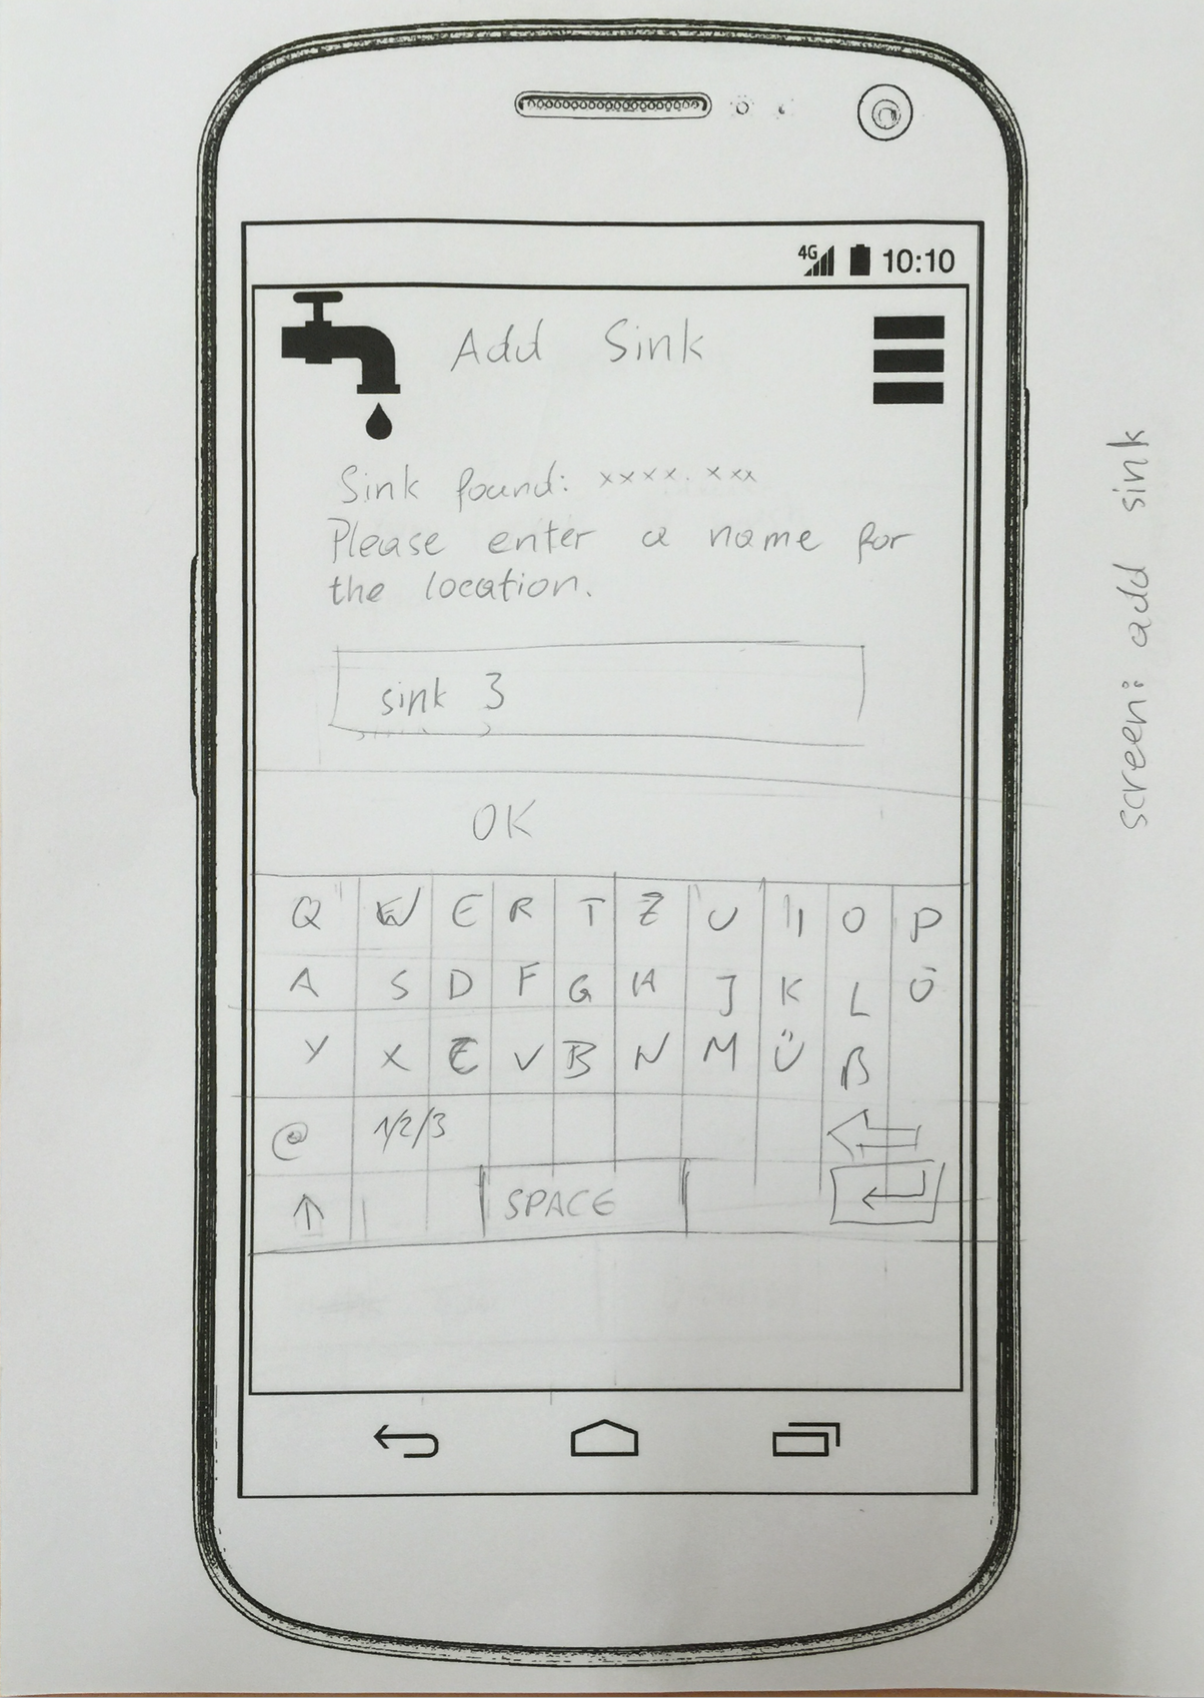 4G 10:10
Add Sink
Sink found: xxxx.xxx
Please enter a name for
the location.
sink 3
OK
Q W E R T Z U I O P
A S D F G H J K L Ö
Y X C V B N M Ü ß
@ 1/2/3
SPACE
screen: add sink